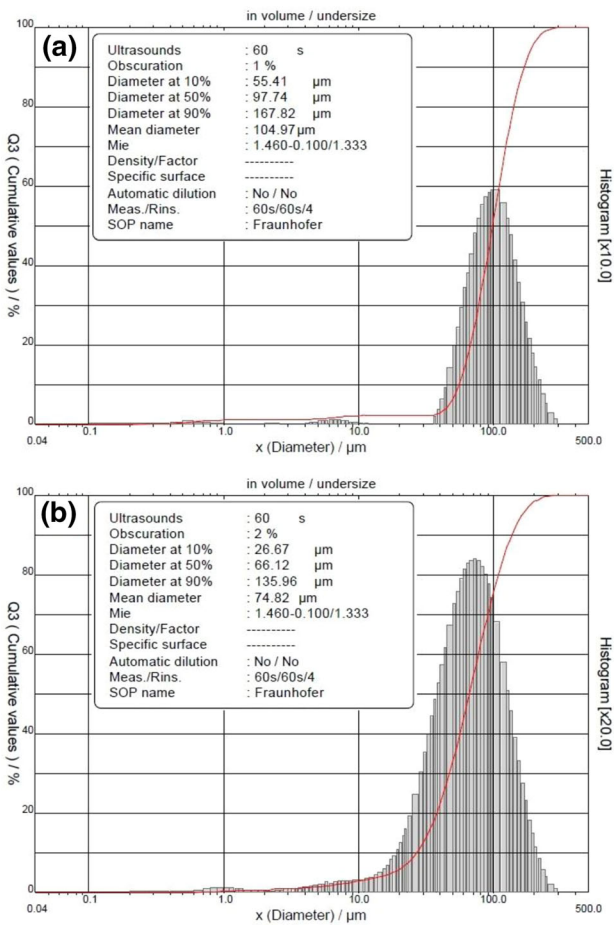 in volume / undersize
(a)
Ultrasounds : 60 s
Obscuration : 1 %
Diameter at 10% : 55.41 µm
Diameter at 50% : 97.74 µm
Diameter at 90% : 167.82 µm
Mean diameter : 104.97 µm
Mie : 1.460-0.100/1.333
Density/Factor ----------
Specific surface ----------
Automatic dilution : No / No
Meas./Rins. : 60s/60s/4
SOP name : Fraunhofer
Q3 ( Cumulative values ) / %
100
80
60
40
20
0
Histogram [x10.0]
0.04 0.1 1.0 10.0 100.0 500.0
x (Diameter) / µm
in volume / undersize
(b)
Ultrasounds : 60 s
Obscuration : 2 %
Diameter at 10% : 26.67 µm
Diameter at 50% : 66.12 µm
Diameter at 90% : 135.96 µm
Mean diameter : 74.82 µm
Mie : 1.460-0.100/1.333
Density/Factor ----------
Specific surface ----------
Automatic dilution : No / No
Meas./Rins. : 60s/60s/4
SOP name : Fraunhofer
Q3 ( Cumulative values ) / %
100
80
60
40
20
0
Histogram [x20.0]
0.04 0.1 1.0 10.0 100.0 500.0
x (Diameter) / µm